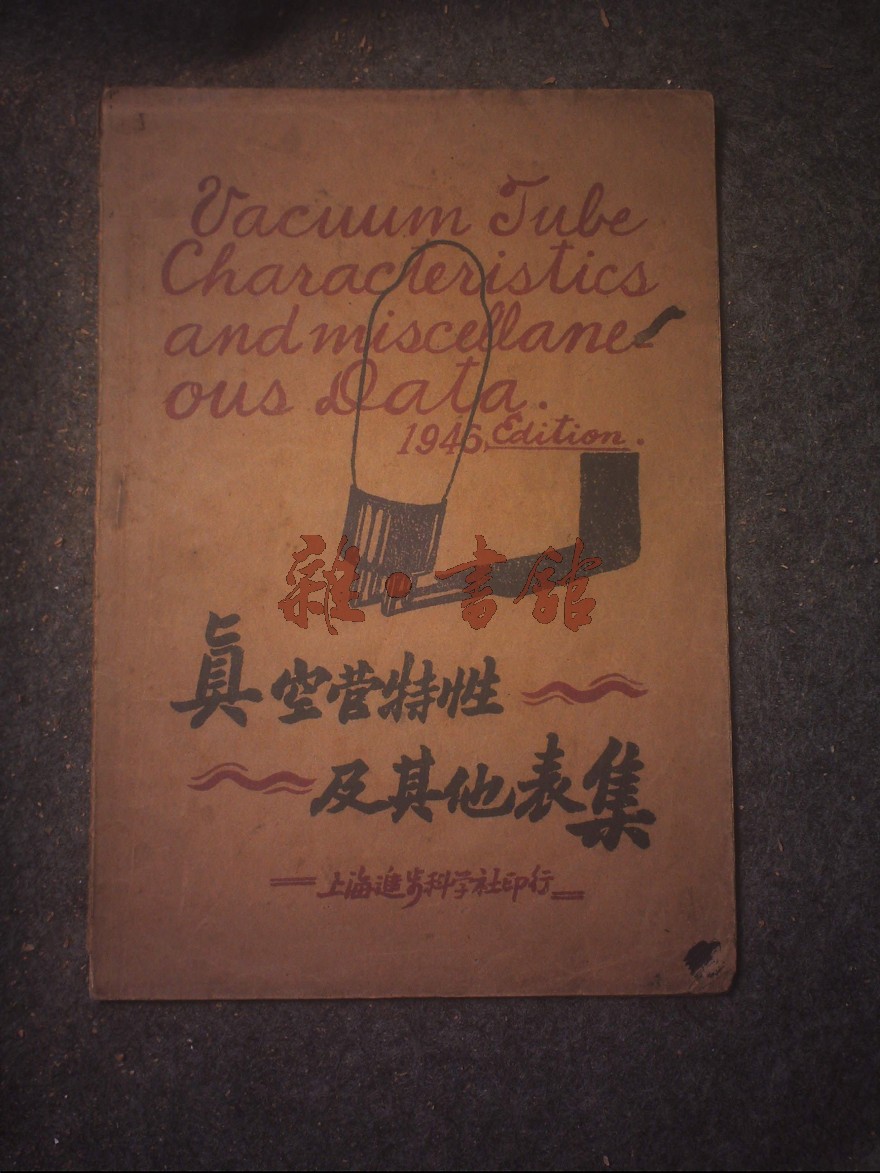 Vacuum Tube
Characteristics
and miscellane-
ous Data.
1946 Edition.
雜·書館
真空营特性
及其他表集
上海進步科学社印行